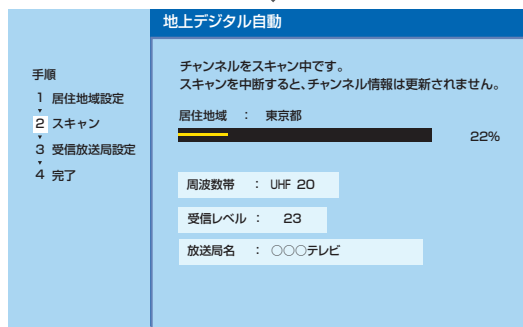 地上デジタル自動
手順
1 居住地域設定
2 スキャン
3 受信放送局設定
4 完了
チャンネルをスキャン中です。
スキャンを中断すると、チャンネル情報は更新されません。
居住地域 : 東京都
22%
周波数帯 : UHF 20
受信レベル : 23
放送局名 : ○○○テレビ